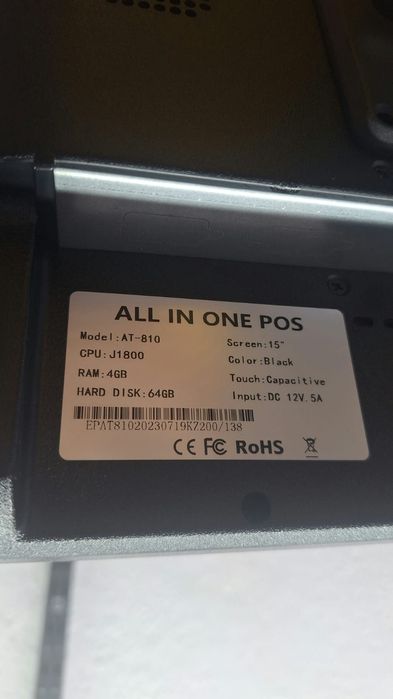 ALL IN ONE POS
Model:AT-810 Screen:15"
CPU:J1800 Color:Black
RAM:4GB Touch:Capacitive
HARD DISK:64GB Input:DC 12V.5A
EPAT81020230719KZ200/138
CE FC RoHS